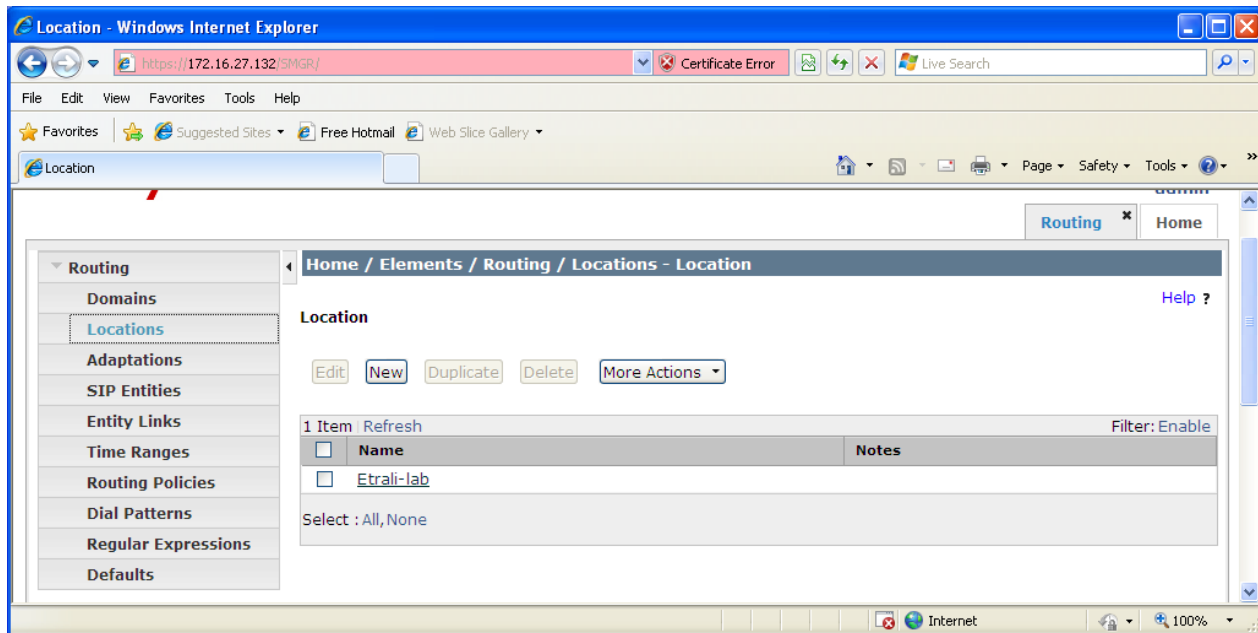 Location - Windows Internet Explorer
https://172.16.27.132/SMGR/ Certificate Error Live Search
File Edit View Favorites Tools Help
Favorites Suggested Sites Free Hotmail Web Slice Gallery
Location Page Safety Tools »
admin
Routing Home
Routing
Domains
Locations
Adaptations
SIP Entities
Entity Links
Time Ranges
Routing Policies
Dial Patterns
Regular Expressions
Defaults
Home / Elements / Routing / Locations - Location
Help ?
Location
Edit New Duplicate Delete More Actions
1 Item Refresh Filter: Enable
Name Notes
Etrali-lab
Select : All, None
Internet 100%